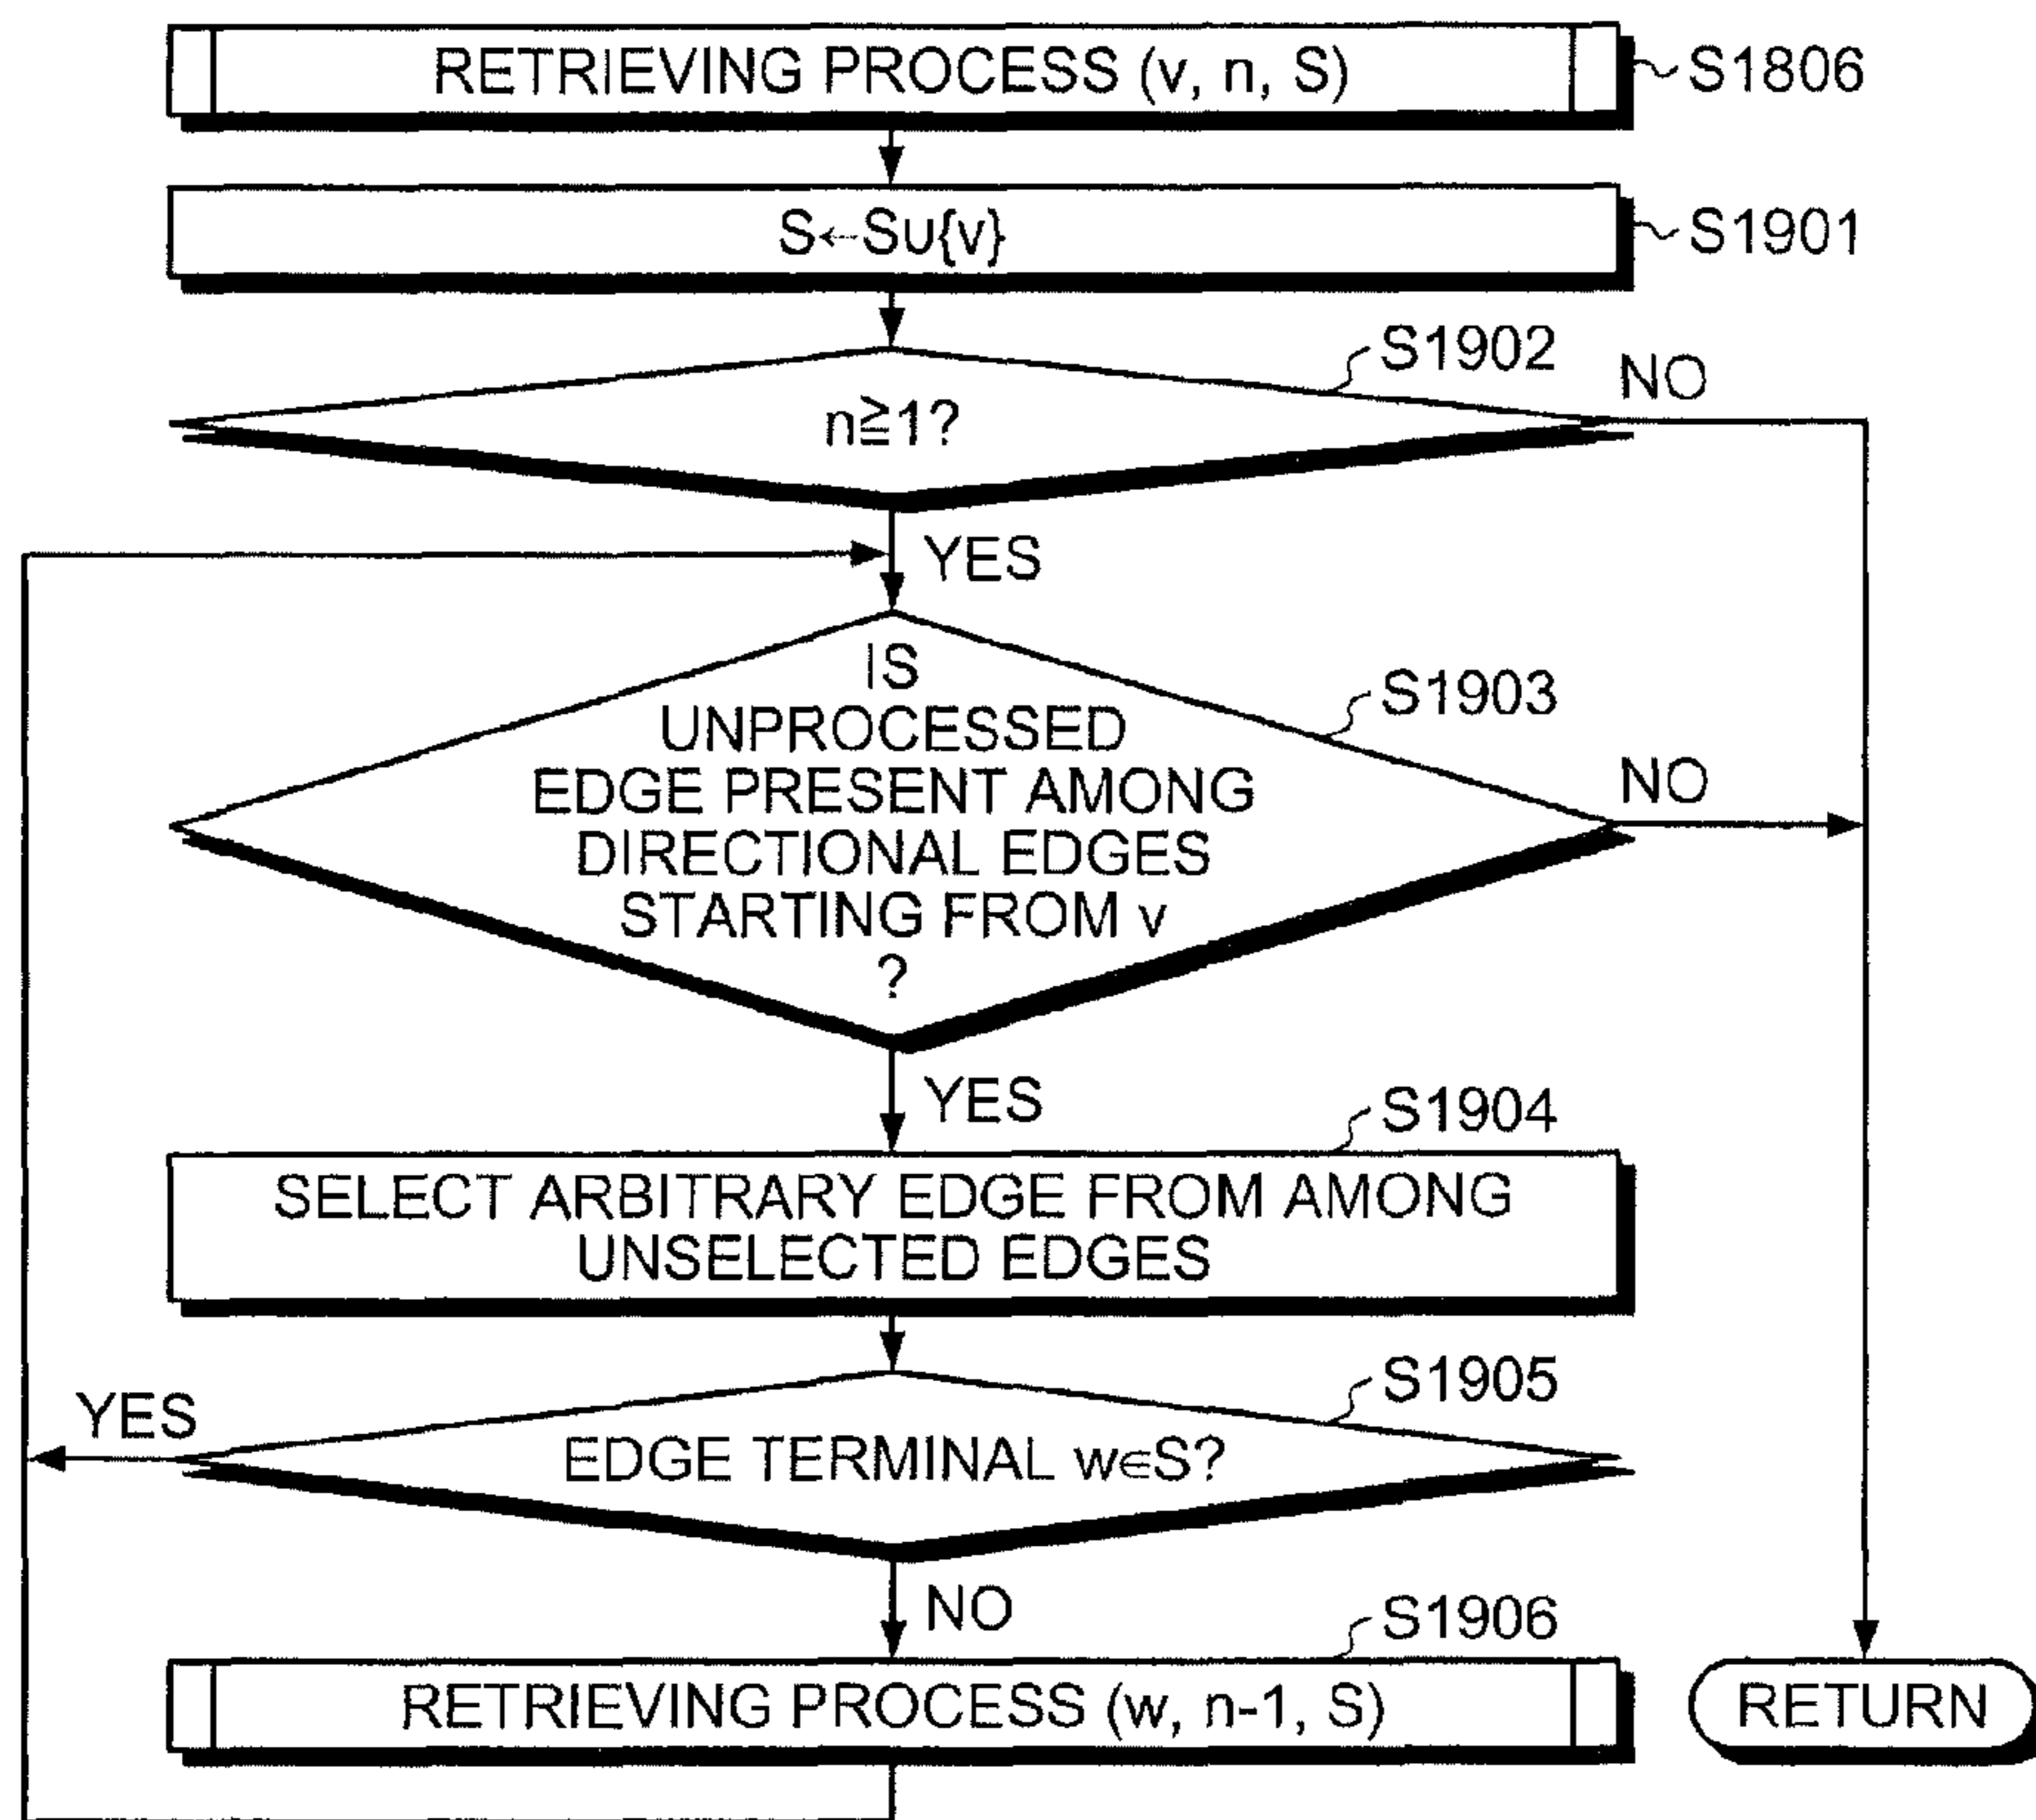 RETRIEVING PROCESS (v, n, S)
S1806
S←S∪{v}
S1901
S1902
NO
n≧1?
YES
S1903
IS
UNPROCESSED
EDGE PRESENT AMONG
DIRECTIONAL EDGES
STARTING FROM v
?
NO
YES
S1904
SELECT ARBITRARY EDGE FROM AMONG
UNSELECTED EDGES
S1905
YES
EDGE TERMINAL w∈S?
NO
S1906
RETRIEVING PROCESS (w, n-1, S)
RETURN